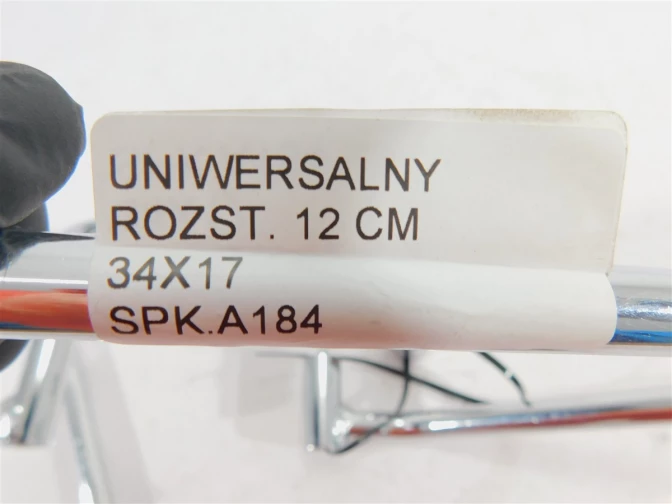 UNIWERSALNY
ROZST. 12 CM
34X17
SPK.A184